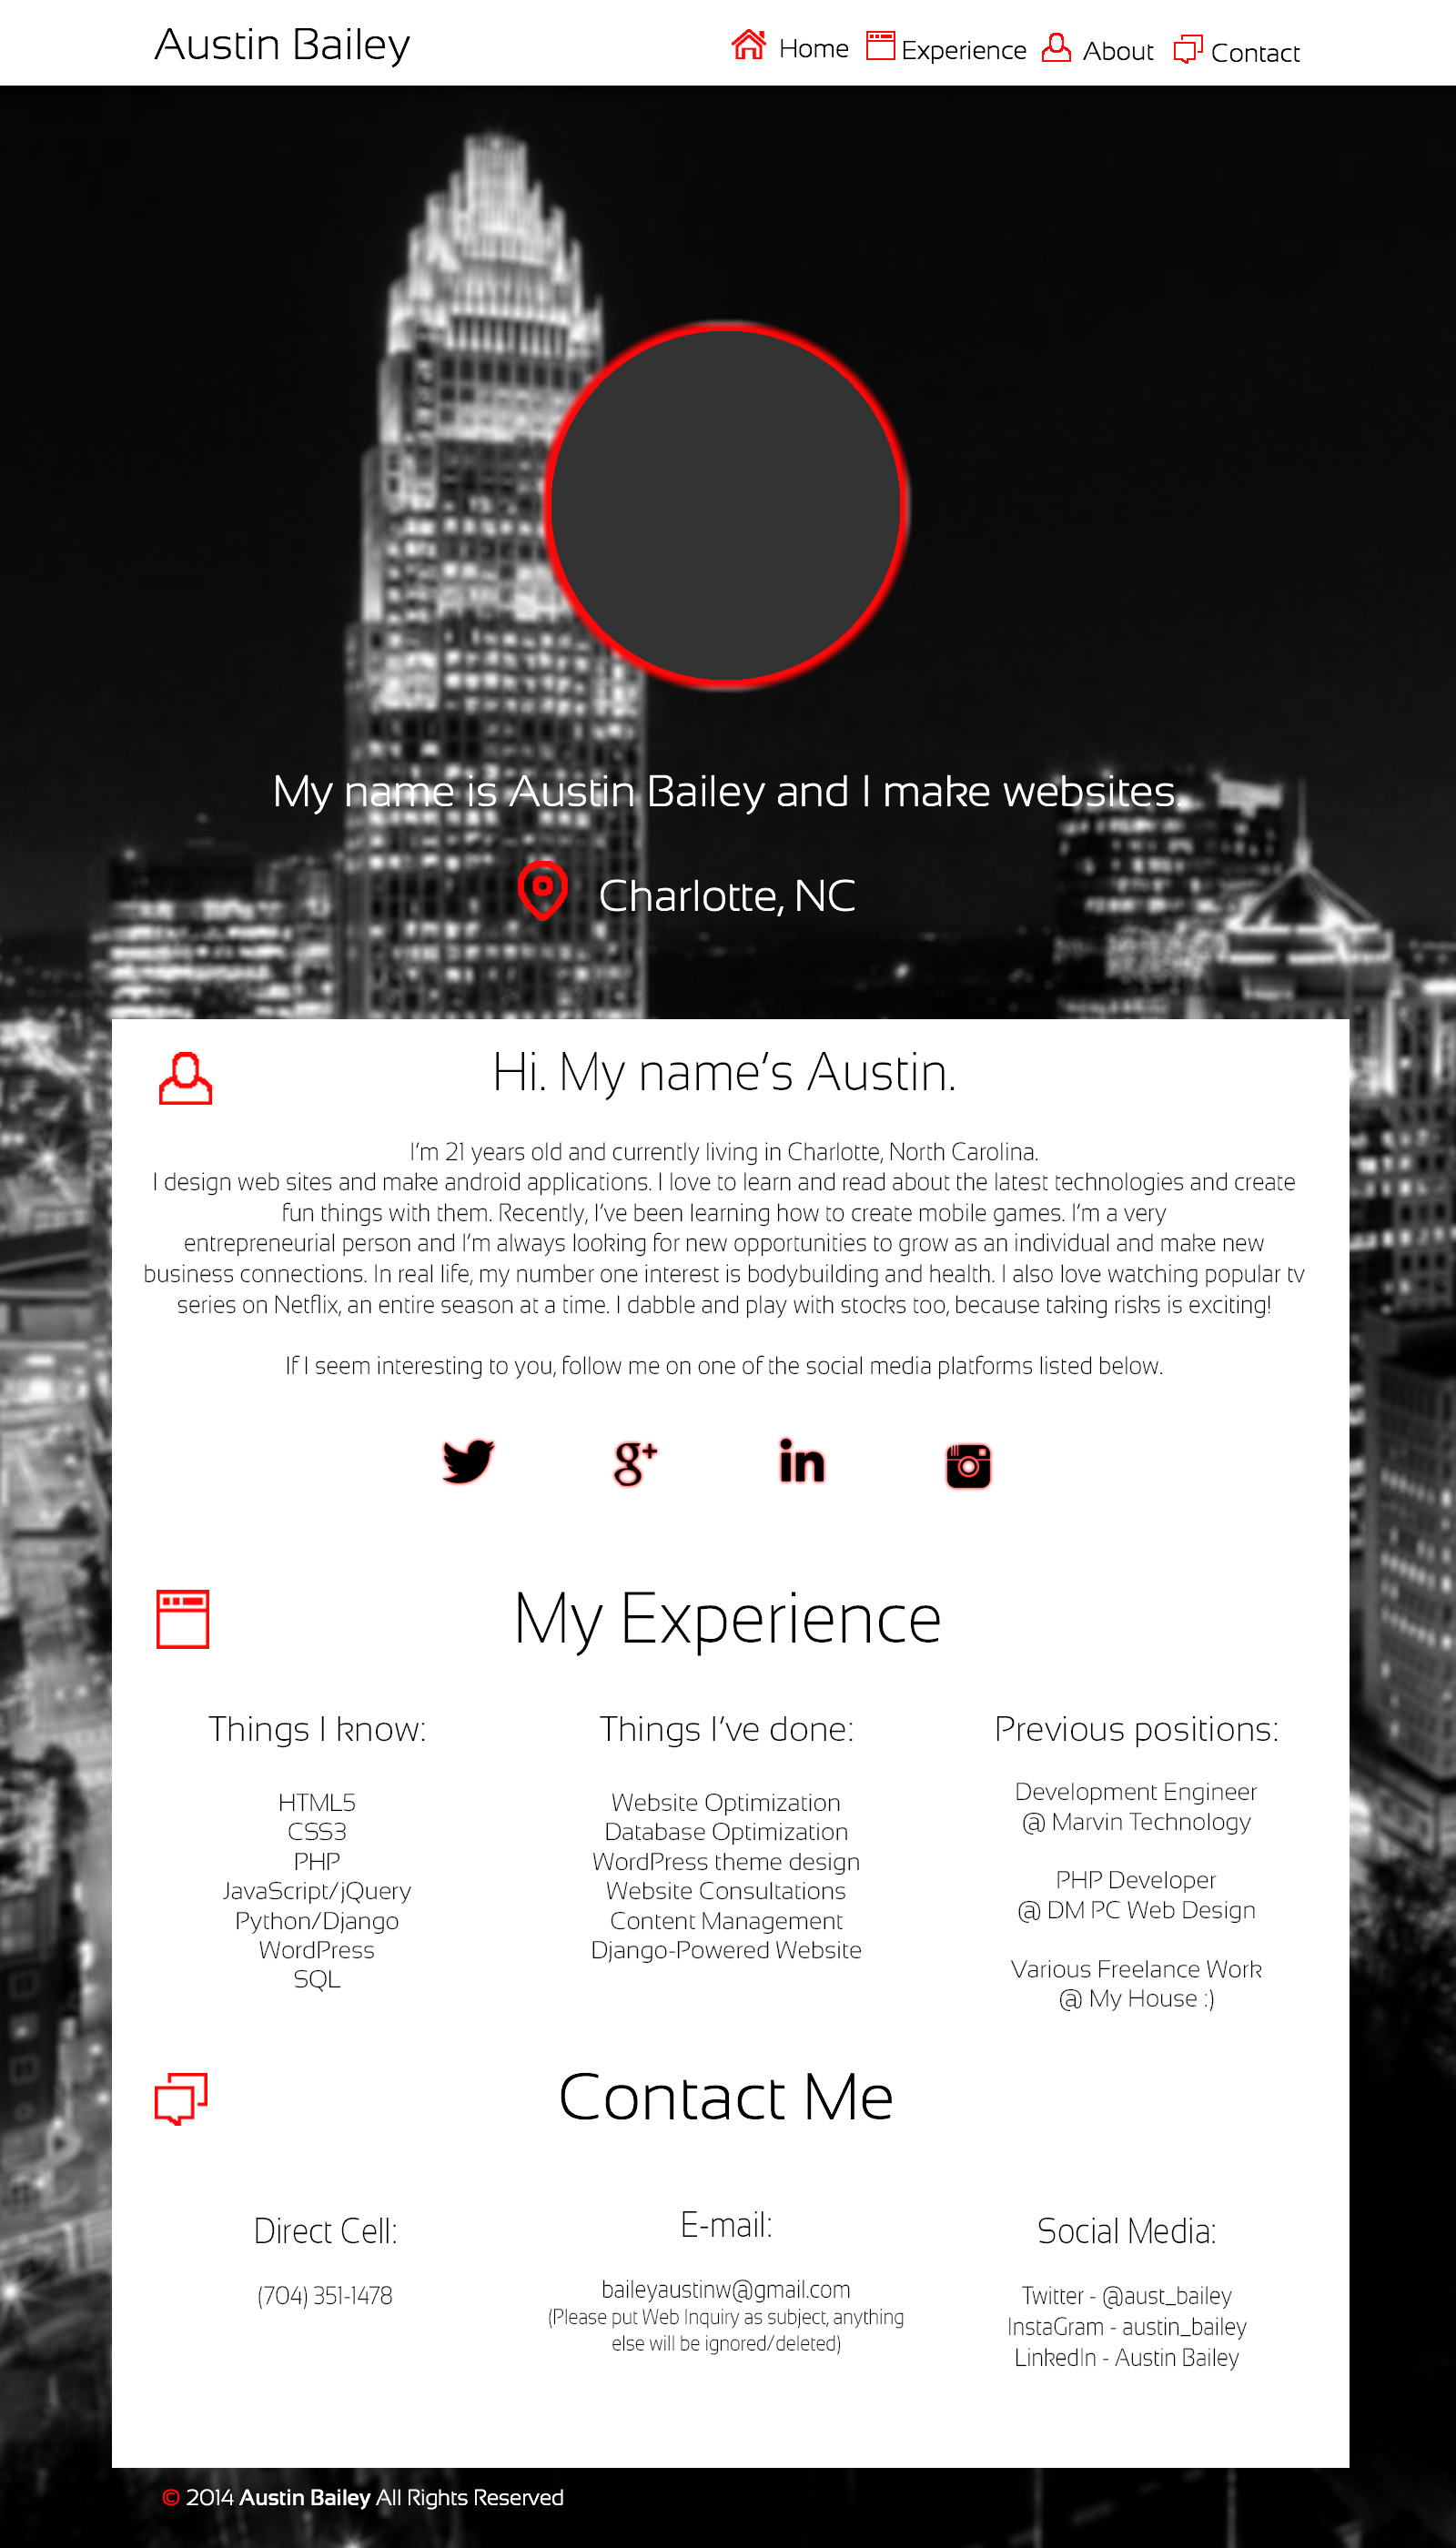 Austin Bailey
Home Experience About Contact
My name is Austin Bailey and I make websites.
Charlotte, NC
Hi. My name's Austin.
I'm 21 years old and currently living in Charlotte, North Carolina.
I design web sites and make android applications. I love to learn and read about the latest technologies and create
fun things with them. Recently, I've been learning how to create mobile games. I'm a very
entrepreneurial person and I'm always looking for new opportunities to grow as an individual and make new
business connections. In real life, my number one interest is bodybuilding and health. I also love watching popular tv
series on Netflix, an entire season at a time. I dabble and play with stocks too, because taking risks is exciting!
If I seem interesting to you, follow me on one of the social media platforms listed below.
g+ in
My Experience
Things I know:
HTML5
CSS3
PHP
JavaScript/jQuery
Python/Django
WordPress
SQL
Things I've done:
Website Optimization
Database Optimization
WordPress theme design
Website Consultations
Content Management
Django-Powered Website
Previous positions:
Development Engineer
@ Marvin Technology
PHP Developer
@ DM PC Web Design
Various Freelance Work
@ My House :)
Contact Me
Direct Cell:
(704) 351-1478
E-mail:
baileyaustinw@gmail.com
(Please put Web Inquiry as subject, anything
else will be ignored/deleted)
Social Media:
Twitter - @aust_bailey
InstaGram - austin_bailey
LinkedIn - Austin Bailey
© 2014 Austin Bailey All Rights Reserved